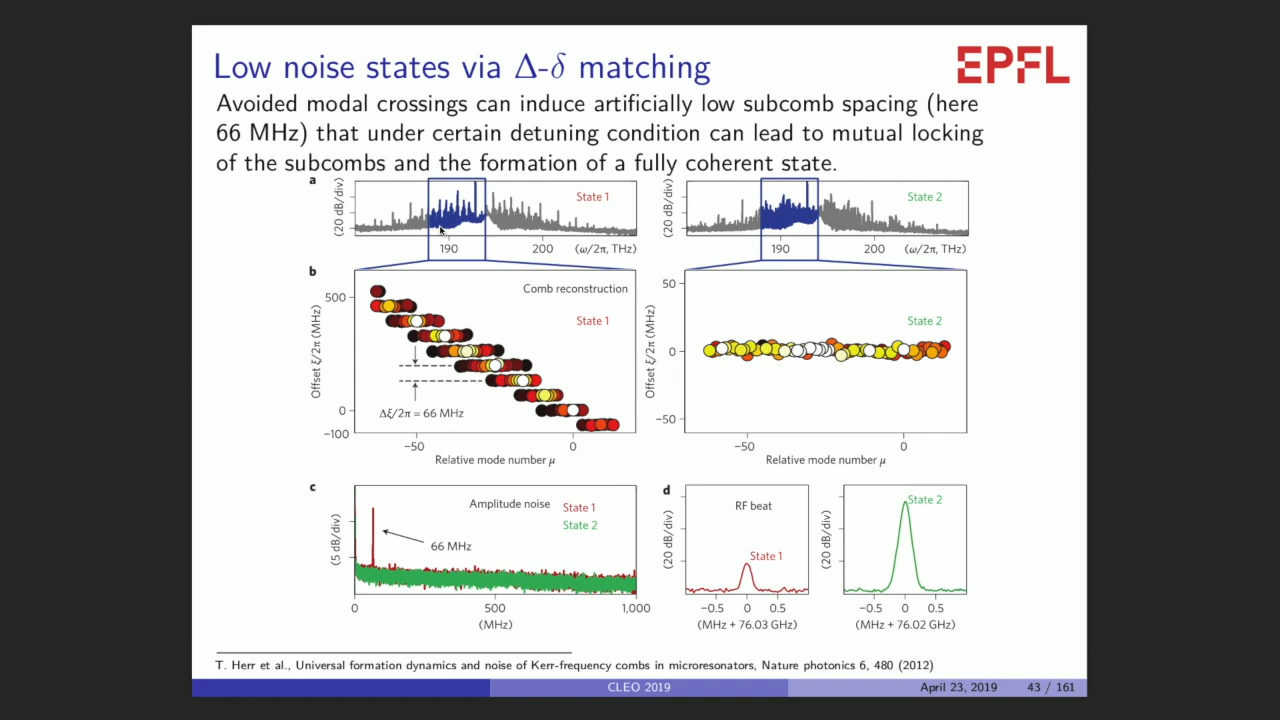 Low noise states via Δ-δ matching
EPFL
Avoided modal crossings can induce artificially low subcomb spacing (here
66 MHz) that under certain detuning condition can lead to mutual locking
of the subcombs and the formation of a fully coherent state.
a
(20 dB/div)
State 1
190
200
(ω/2π, THz)
(20 dB/div)
State 2
190
200
(ω/2π, THz)
b
Offset ξ/2π (MHz)
500
0
−100
Comb reconstruction
State 1
Δξ/2π = 66 MHz
−50
0
Relative mode number μ
Offset ξ/2π (MHz)
50
0
−50
State 2
−50
0
Relative mode number μ
c
(5 dB/div)
Amplitude noise
State 1
State 2
66 MHz
0
500
1,000
(MHz)
d
(20 dB/div)
RF beat
State 1
−0.5
0
0.5
(MHz + 76.03 GHz)
(20 dB/div)
State 2
−0.5
0
0.5
(MHz + 76.02 GHz)
T. Herr et al., Universal formation dynamics and noise of Kerr-frequency combs in microresonators, Nature photonics 6, 480 (2012)
CLEO 2019
April 23, 2019
43 / 161